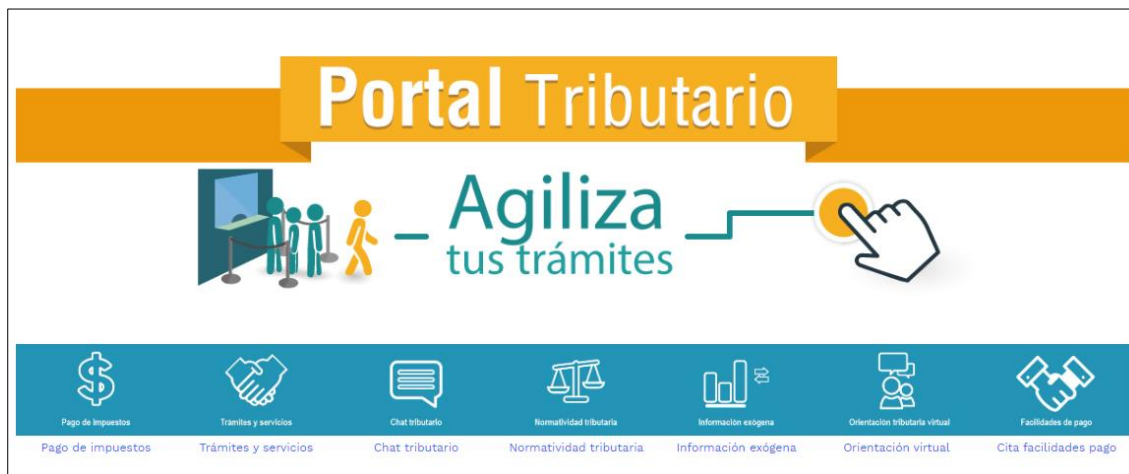 Portal Tributario
Agiliza
tus trámites
Pago de impuestos
Trámites y servicios
Chat tributario
Normatividad tributaria
Información exógena
Orientación tributaria virtual
Facilidades de pago
Pago de impuestos
Trámites y servicios
Chat tributario
Normatividad tributaria
Información exógena
Orientación virtual
Cita facilidades pago